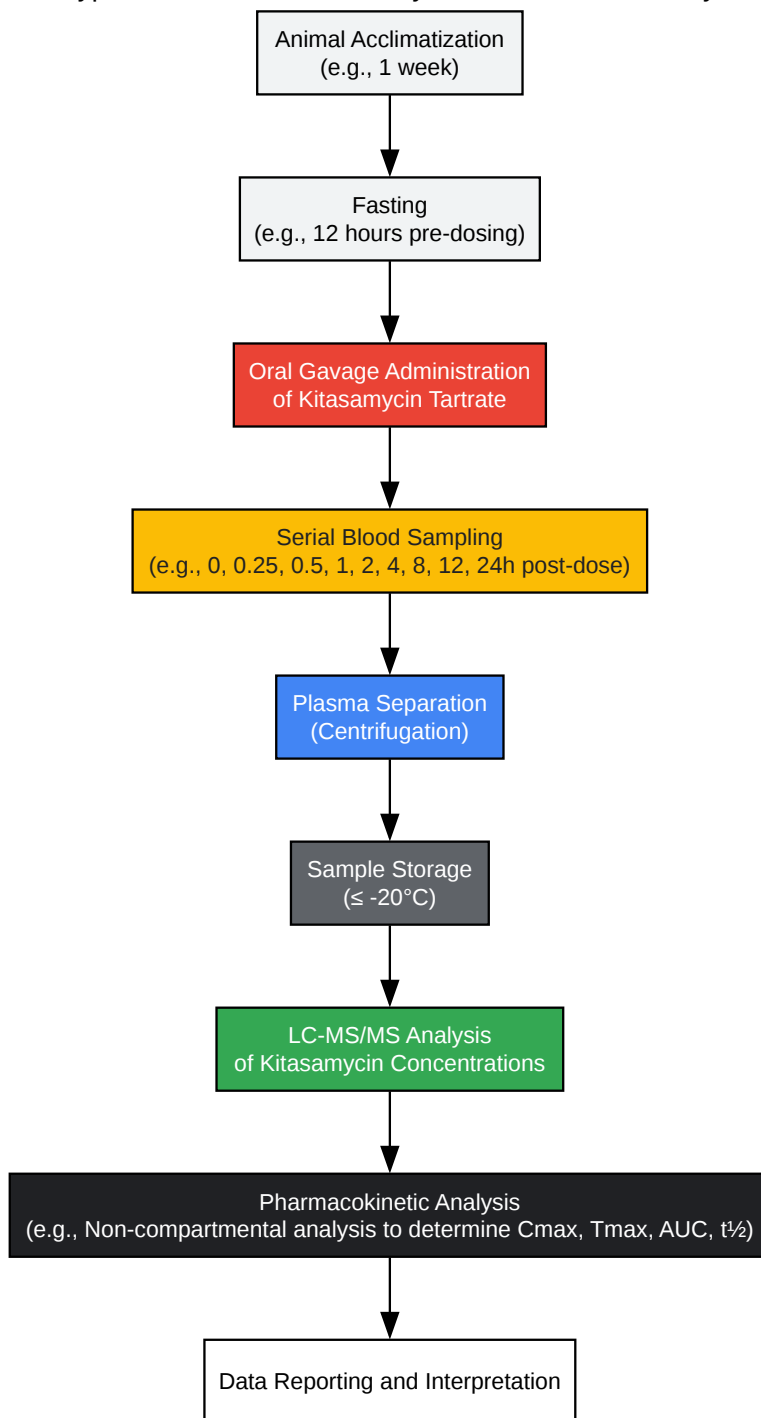 Animal Acclimatization
(e.g., 1 week)
Fasting
(e.g., 12 hours pre-dosing)
Oral Gavage Administration
of Kitasamycin Tartrate
Serial Blood Sampling
(e.g., 0, 0.25, 0.5, 1, 2, 4, 8, 12, 24h post-dose)
Plasma Separation
(Centrifugation)
Sample Storage
(≤ -20°C)
LC-MS/MS Analysis
of Kitasamycin Concentrations
Pharmacokinetic Analysis
(e.g., Non-compartmental analysis to determine Cmax, Tmax, AUC, t½)
Data Reporting and Interpretation